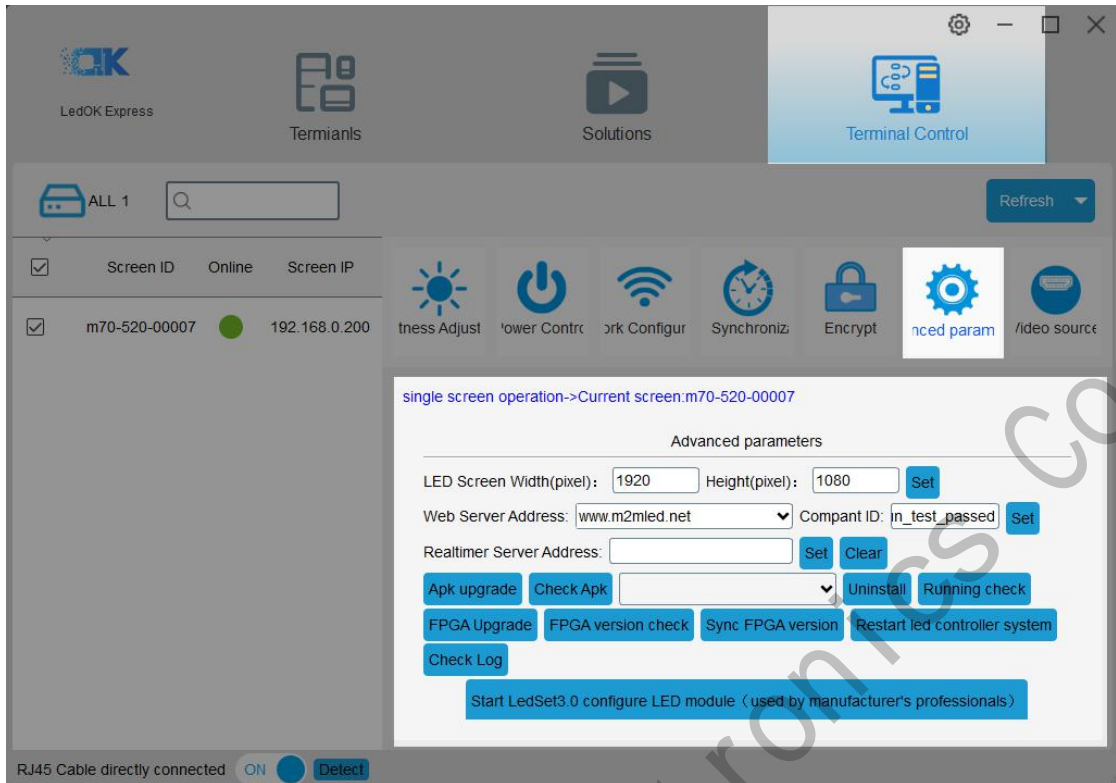 LedOK Express
Termianls
Solutions
Terminal Control
ALL 1
Refresh
Screen ID Online Screen IP
m70-520-00007 192.168.0.200
tness Adjust
Power Contro
ork Configur
Synchroniza
Encrypt
nced param
Video source
single screen operation->Current screen:m70-520-00007
Advanced parameters
LED Screen Width(pixel): 1920 Height(pixel): 1080 Set
Web Server Address: www.m2mled.net Compant ID: n_test_passed Set
Realtimer Server Address: Set Clear
Apk upgrade Check Apk Uninstall Running check
FPGA Upgrade FPGA version check Sync FPGA version Restart led controller system
Check Log
Start LedSet3.0 configure LED module（used by manufacturer's professionals）
RJ45 Cable directly connected ON Detect
ronics Co